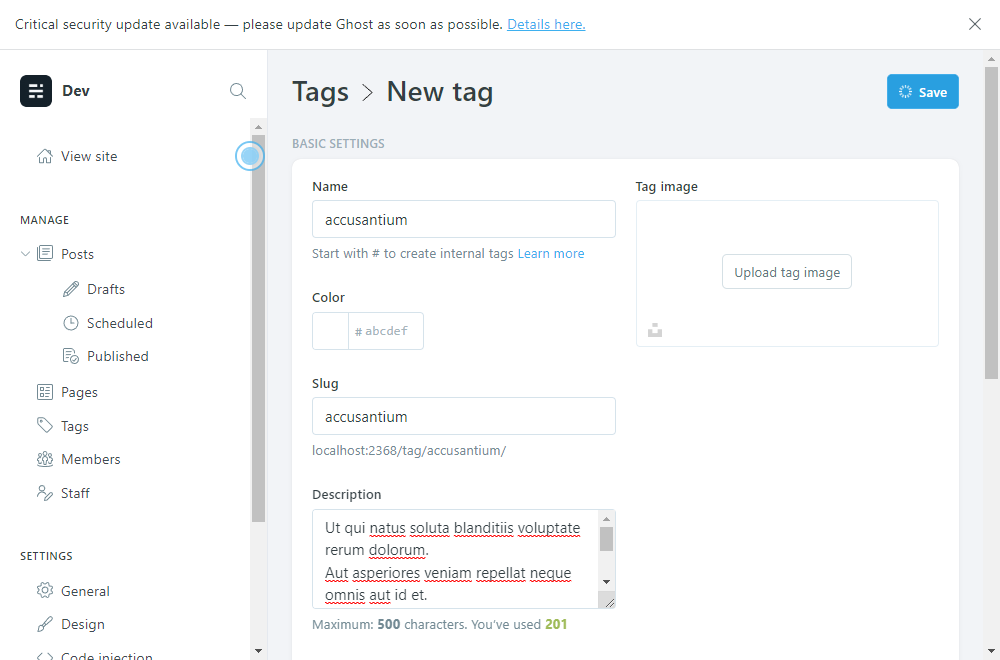 Critical security update available — please update Ghost as soon as possible. Details here.
Dev
View site
MANAGE
Posts
Drafts
Scheduled
Published
Pages
Tags
Members
Staff
SETTINGS
General
Design
Code injection
Tags > New tag
Save
BASIC SETTINGS
Name
accusantium
Start with # to create internal tags Learn more
Color
# abcdef
Slug
accusantium
localhost:2368/tag/accusantium/
Description
Ut qui natus soluta blanditiis voluptate
rerum dolorum.
Aut asperiores veniam repellat neque
omnis aut id et.
Maximum: 500 characters. You’ve used 201
Tag image
Upload tag image